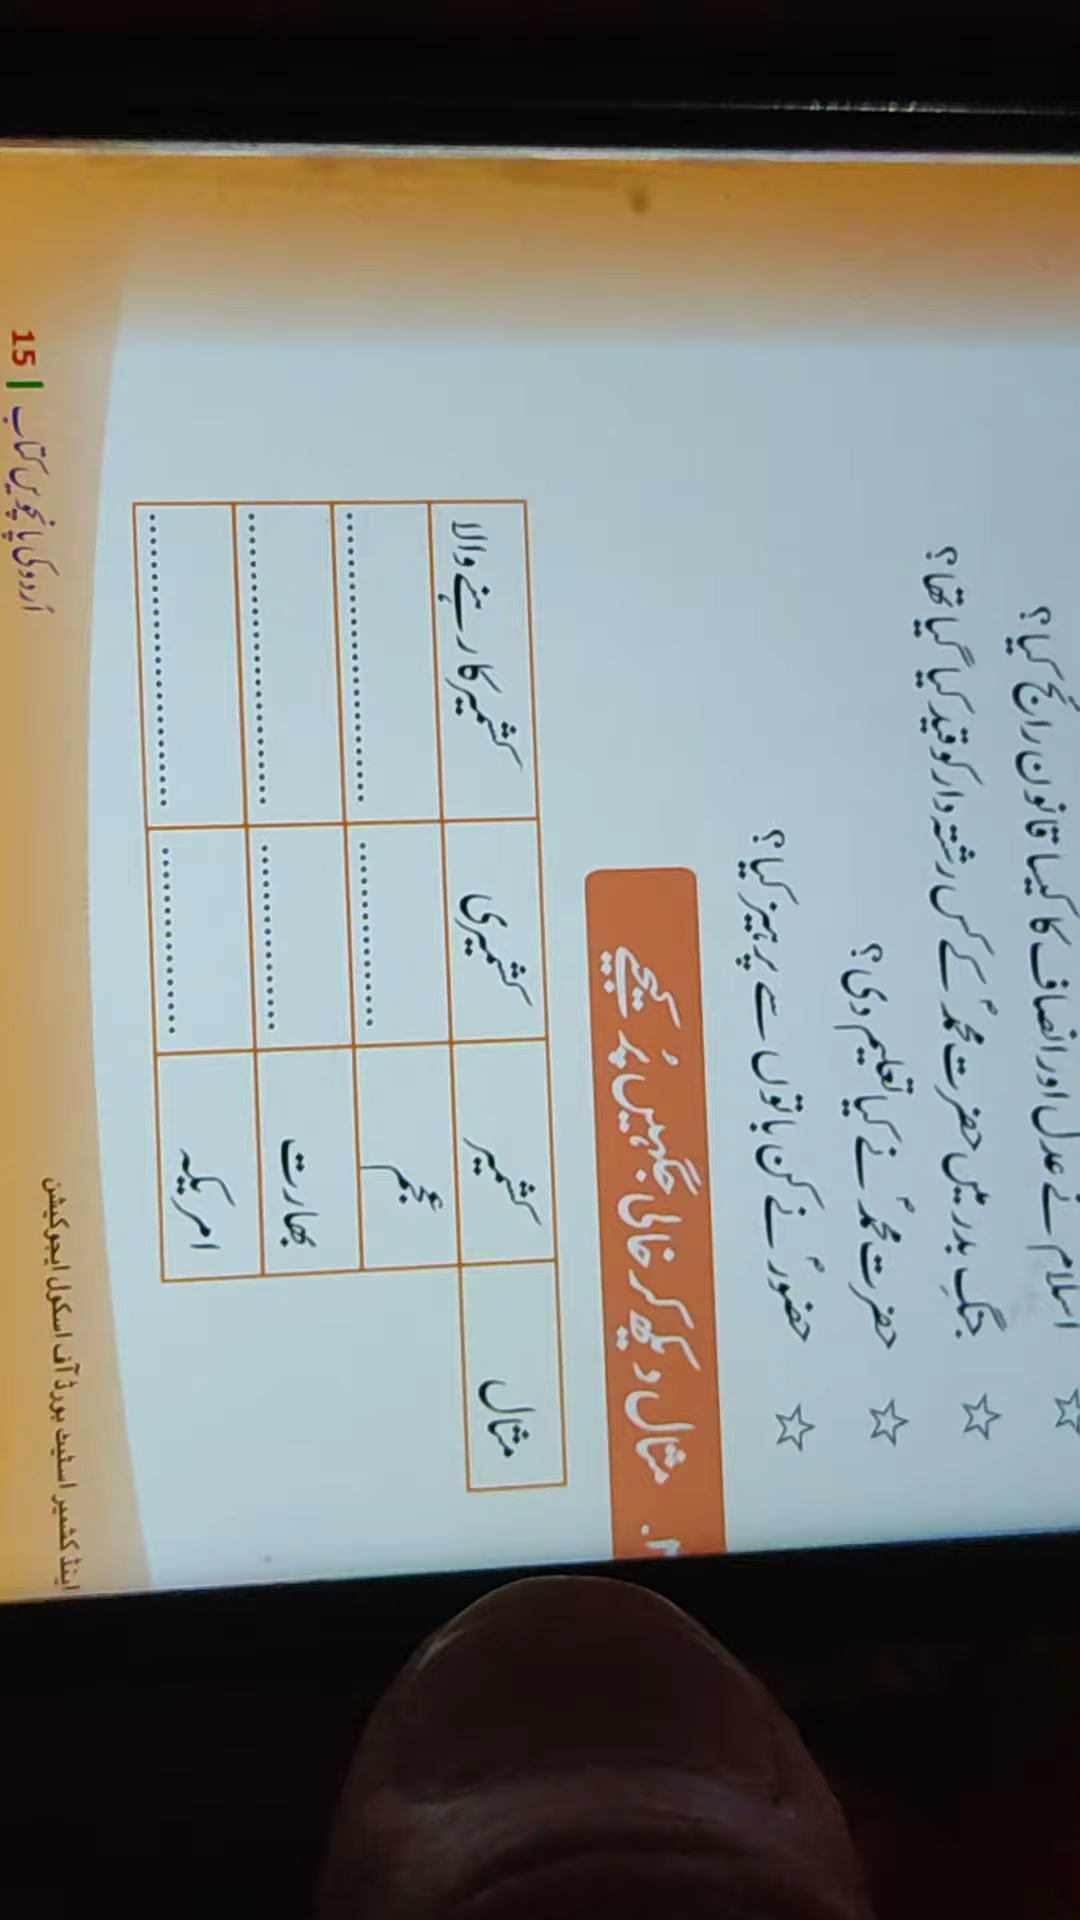 اسلام نے عدل اور انصاف کا کیا قانون رائج کیا؟
☆ جنگِ بدر میں حضرت محمدؐ کے کس رشتہ دار کو قید کیا گیا تھا؟
☆ حضرت محمدؐ نے کیا تعلیم دی؟
☆ حضورؐ نے کن باتوں سے پرہیز کیا؟
مثال دیکھ کر خالی جگہیں پُر کیجیے
مثال کشمیر کشمیری کشمیر کا رہنے والا
عجم .................. ..................
بھارت .................. ..................
امریکہ .................. ..................
اینڈ کشمیر اسٹیٹ بورڈ آف اسکول ایجوکیشن
اُردو کی پانچویں کتاب | 15